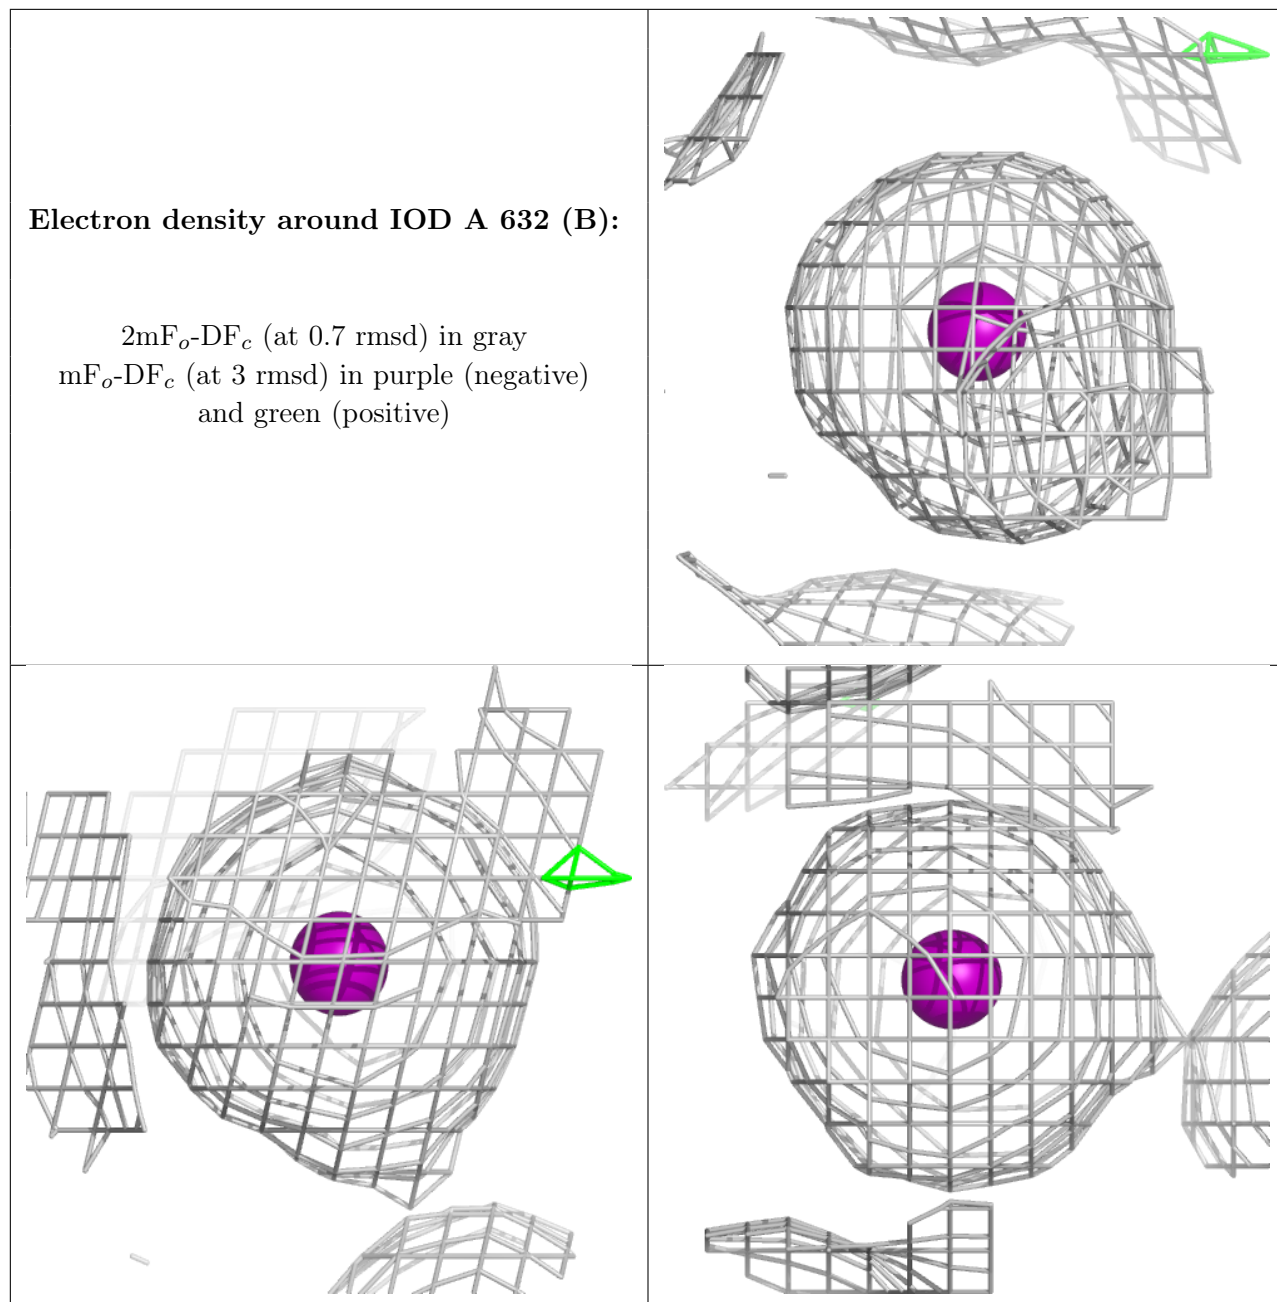 Electron density around IOD A 632 (B):
2mFₒ-DF𝒸 (at 0.7 rmsd) in gray
mFₒ-DF𝒸 (at 3 rmsd) in purple (negative)
and green (positive)